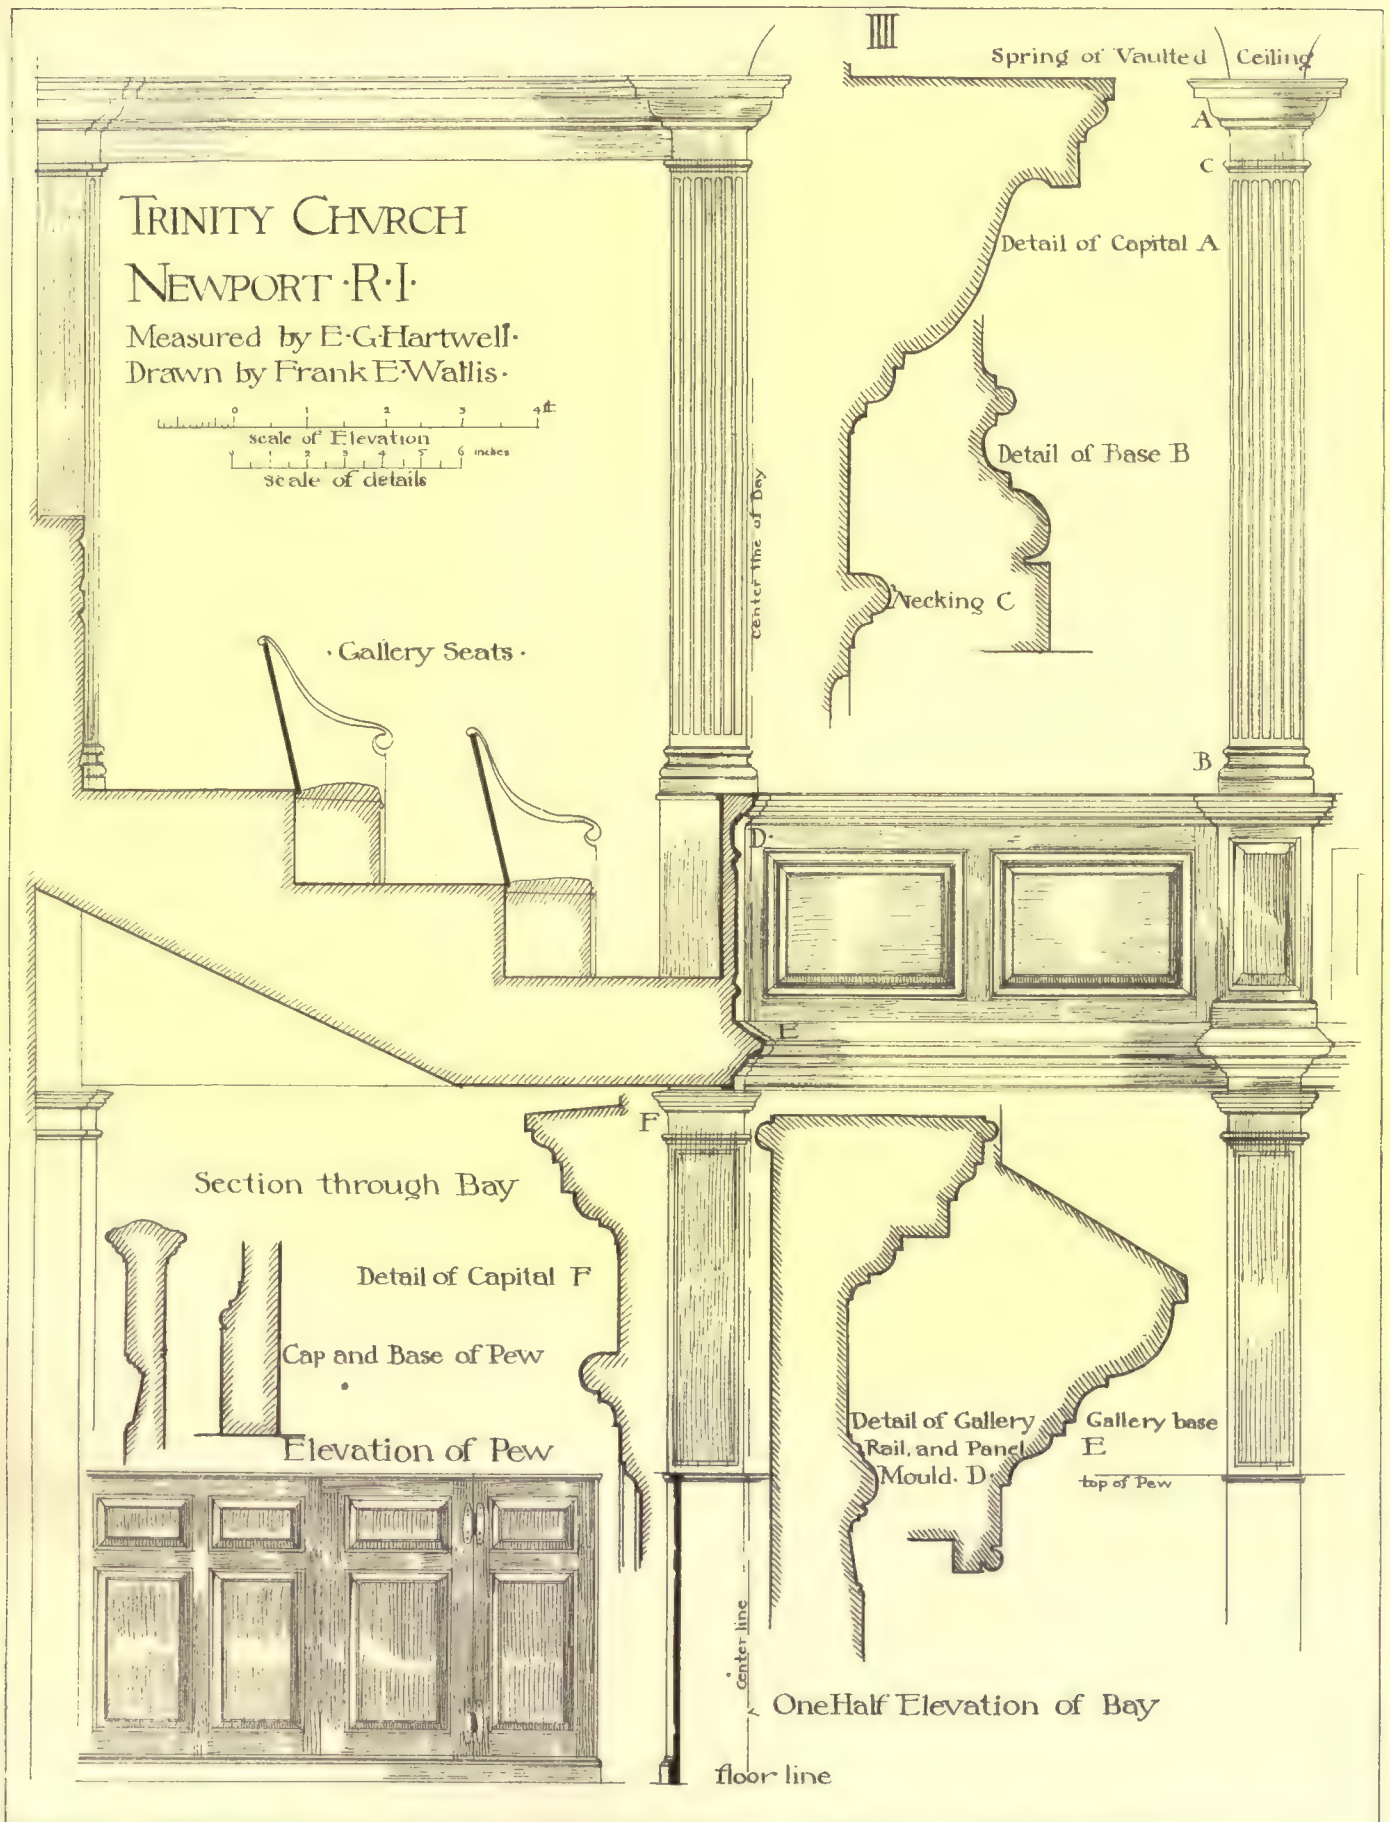 IIII
Spring of Vaulted Ceiling
A
C
TRINITY CHVRCH
NEWPORT ·R·I·
Measured by E·G·Hartwell·
Drawn by Frank E·Wallis·
0 1 2 3 4 ft
scale of Elevation
0 1 2 3 4 5 6 inches
scale of details
Detail of Capital A
Detail of Base B
center line of Bay
Necking C
· Gallery Seats ·
B
D·
E
F
Section through Bay
Detail of Capital F
Cap and Base of Pew
Elevation of Pew
Detail of Gallery
Rail, and Panel
Mould. D·
Gallery base
E
top of Pew
center line
One Half Elevation of Bay
floor line